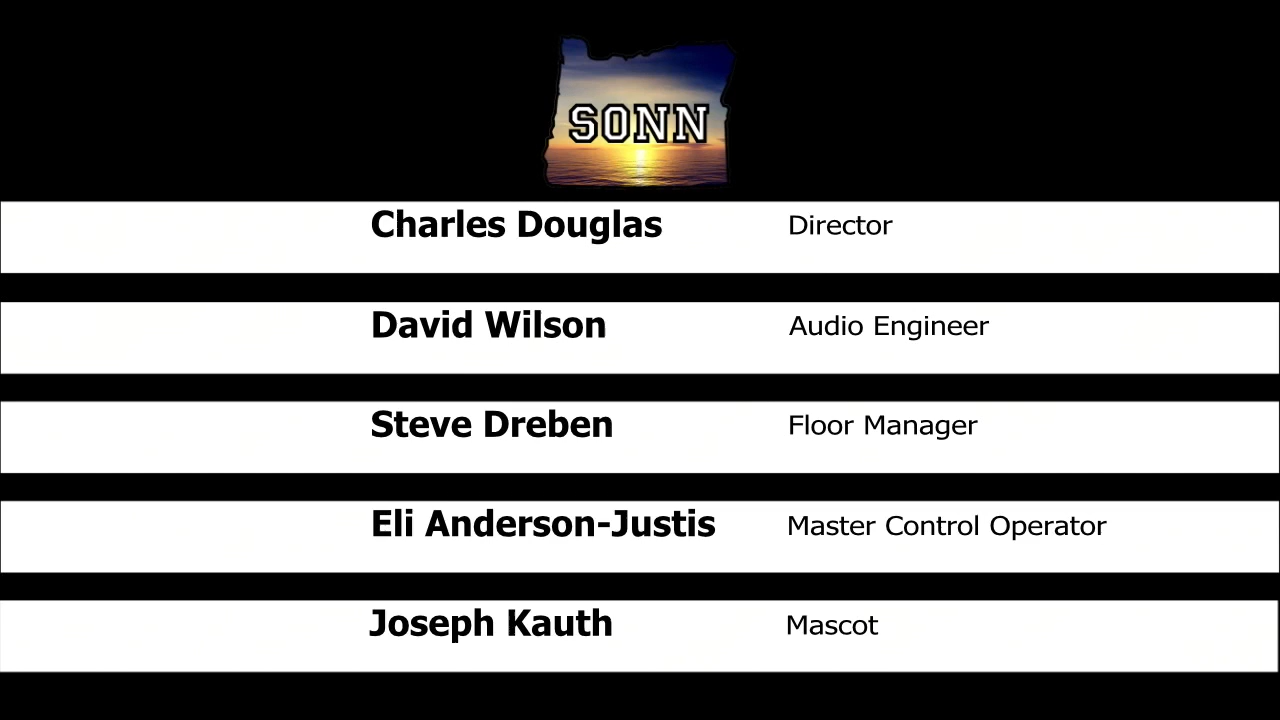 SONN
Charles Douglas Director
David Wilson Audio Engineer
Steve Dreben Floor Manager
Eli Anderson-Justis Master Control Operator
Joseph Kauth Mascot